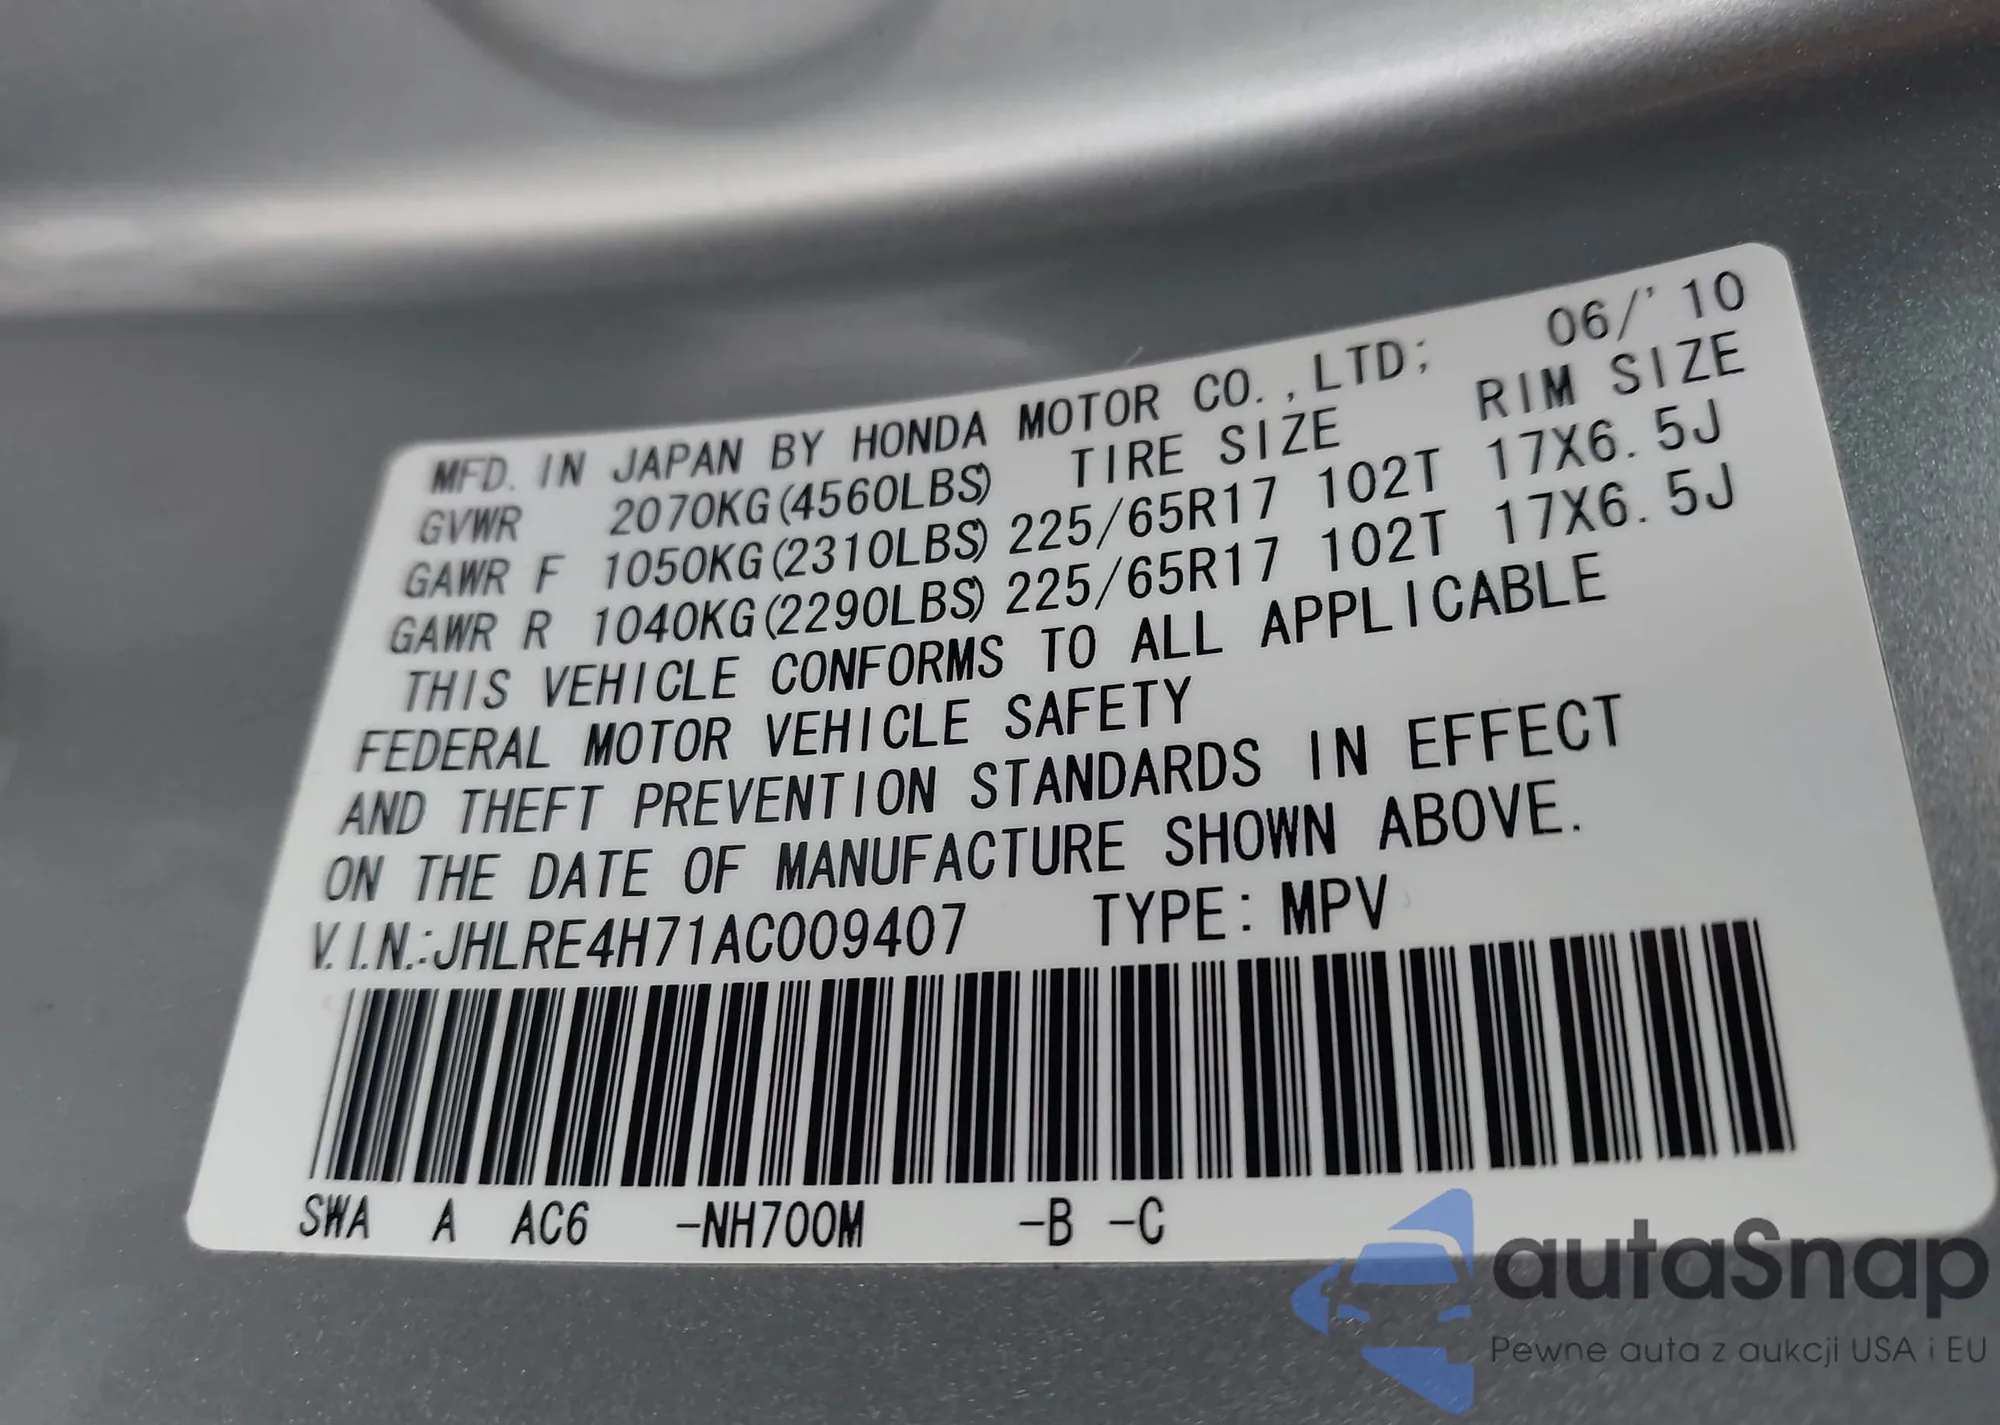 MFD. IN JAPAN BY HONDA MOTOR CO.,LTD; 06/'10
GVWR 2070KG(4560LBS) TIRE SIZE RIM SIZE
GAWR F 1050KG(2310LBS) 225/65R17 102T 17X6.5J
GAWR R 1040KG(2290LBS) 225/65R17 102T 17X6.5J
THIS VEHICLE CONFORMS TO ALL APPLICABLE
FEDERAL MOTOR VEHICLE SAFETY
AND THEFT PREVENTION STANDARDS IN EFFECT
ON THE DATE OF MANUFACTURE SHOWN ABOVE.
V.I.N.:JHLRE4H71AC009407 TYPE: MPV
SWA A AC6 -NH700M -B -C
autaSnap
Pewne auta z aukcji USA i EU